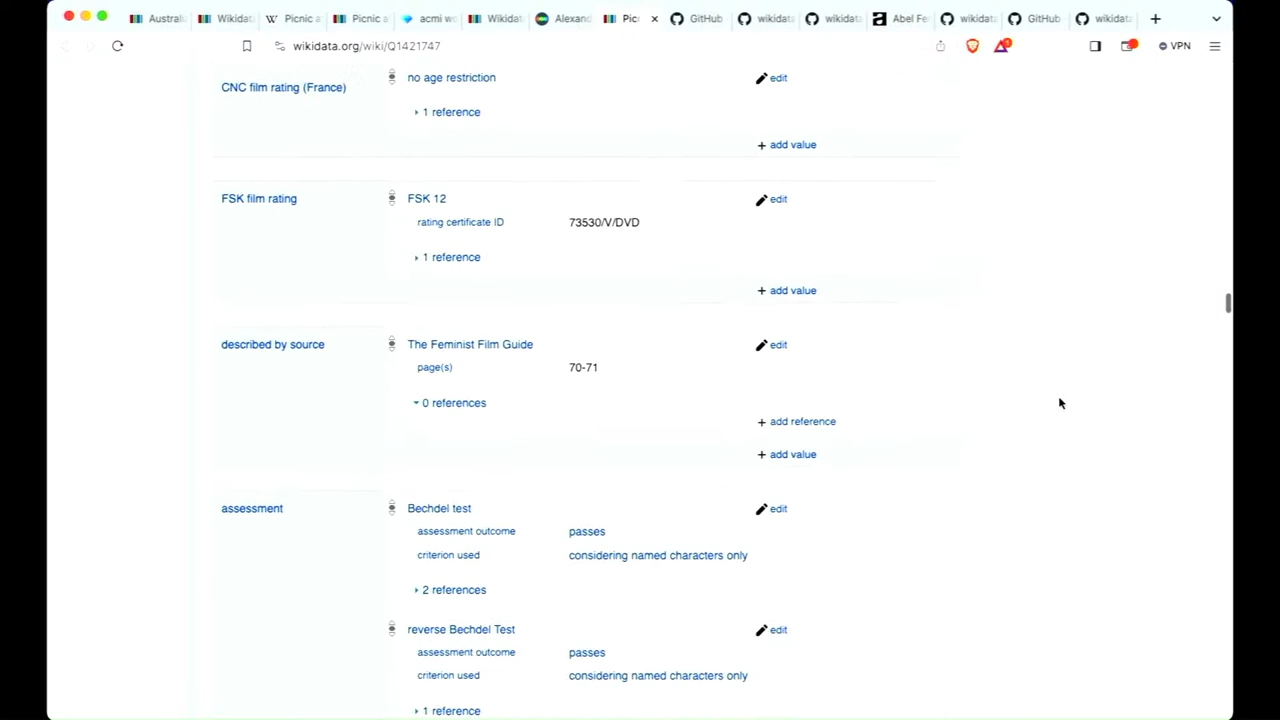 Australi
Wikidat
Picnic a
Picnic a
acmi wo
Wikidat
Alexand
Picn
GitHub
wikidat
wikidat
Abel Fe
wikidat
GitHub
wikidat
wikidata.org/wiki/Q1421747
VPN
CNC film rating (France)
no age restriction
edit
1 reference
+ add value
FSK film rating
FSK 12
edit
rating certificate ID
73530/V/DVD
1 reference
+ add value
described by source
The Feminist Film Guide
edit
page(s)
70-71
0 references
+ add reference
+ add value
assessment
Bechdel test
edit
assessment outcome
passes
criterion used
considering named characters only
2 references
reverse Bechdel Test
edit
assessment outcome
passes
criterion used
considering named characters only
1 reference